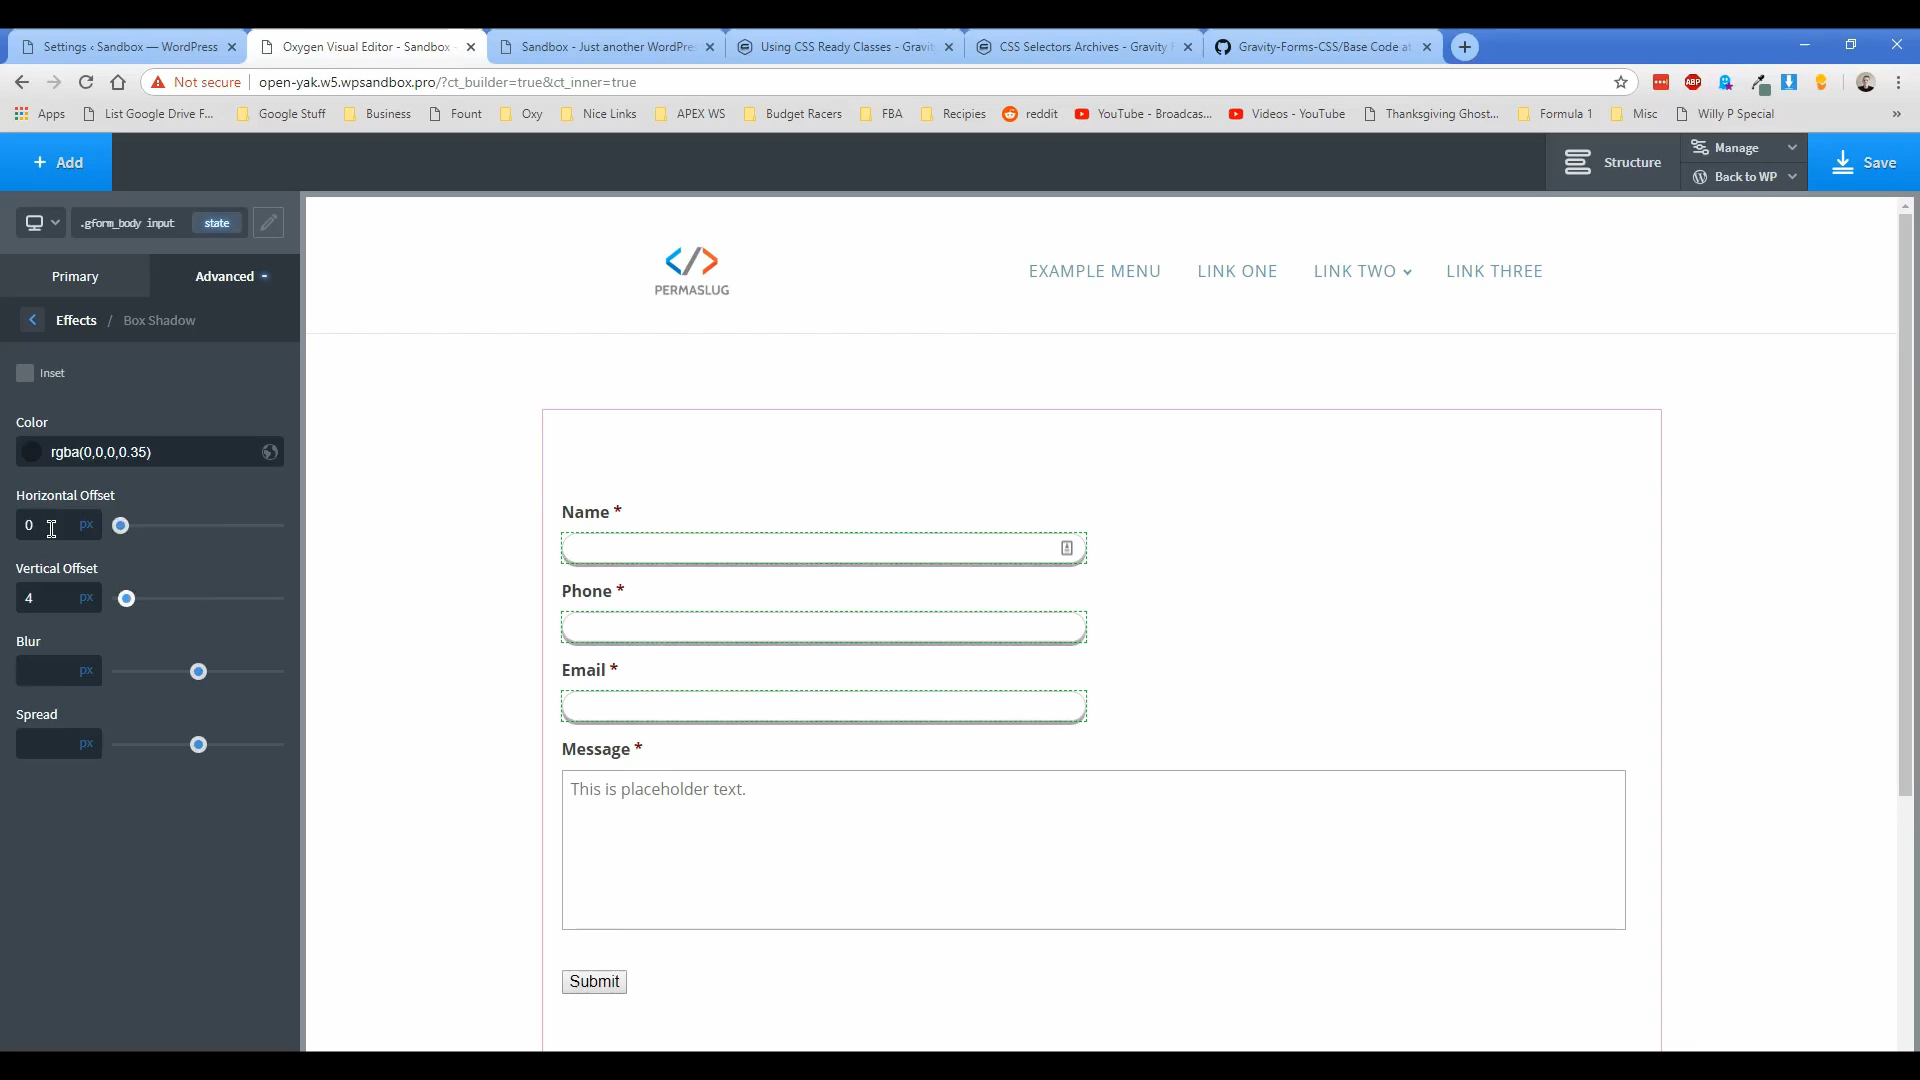 Settings ‹ Sandbox — WordPress
Oxygen Visual Editor - Sandbox
Sandbox - Just another WordPre
Using CSS Ready Classes - Gravit
CSS Selectors Archives - Gravity F
Gravity-Forms-CSS/Base Code at
Not secure
open-yak.w5.wpsandbox.pro/?ct_builder=true&ct_inner=true
ABP
Apps
List Google Drive F...
Google Stuff
Business
Fount
Oxy
Nice Links
APEX WS
Budget Racers
FBA
Recipies
reddit
YouTube - Broadcas...
Videos - YouTube
Thanksgiving Ghost...
Formula 1
Misc
Willy P Special
»
+ Add
Structure
Manage
Back to WP
Save
.gform_body input
state
Primary
Advanced
Effects / Box Shadow
Inset
Color
rgba(0,0,0,0.35)
Horizontal Offset
0 px
Vertical Offset
4 px
Blur
px
Spread
px
PERMASLUG
EXAMPLE MENU
LINK ONE
LINK TWO
LINK THREE
Name *
Phone *
Email *
Message *
This is placeholder text.
Submit